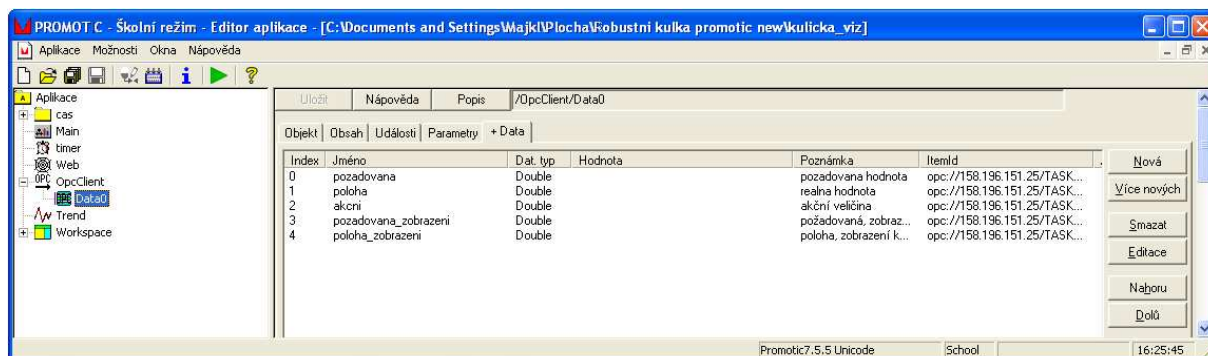 PROMOTIC - Školní režim - Editor aplikace - [C:\Documents and Settings\Majkl\Plocha\Robustni kulka promotic new\kulicka_viz]
Aplikace Možnosti Okna Nápověda
Aplikace
cas
Main
timer
Web
OPC OpcClient
OPC Data0
Trend
Workspace
Uložit Nápověda Popis /OpcClient/Data0
Objekt Obsah Události Parametry + Data
Index Jméno Dat. typ Hodnota Poznámka ItemId
0 pozadovana Double pozadovana hodnota opc://158.196.151.25/TASK...
1 poloha Double realna hodnota opc://158.196.151.25/TASK...
2 akcni Double akční veličina opc://158.196.151.25/TASK...
3 pozadovana_zobrazeni Double požadovaná, zobraz... opc://158.196.151.25/TASK...
4 poloha_zobrazeni Double poloha, zobrazení k... opc://158.196.151.25/TASK...
Nová
Více nových
Smazat
Editace
Nahoru
Dolů
Promotic7.5.5 Unicode School 16:25:45